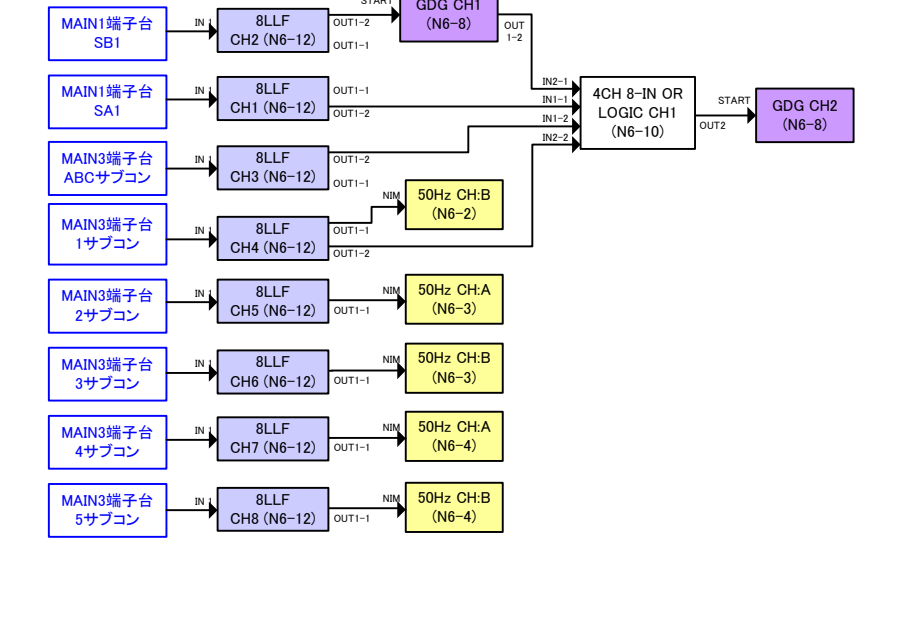 MAIN1端子台
SB1
IN 1
8LLF
CH2 (N6-12)
START
OUT1-2
OUT1-1
GDG CH1
(N6-8)
OUT
1-2
MAIN1端子台
SA1
IN 1
8LLF
CH1 (N6-12)
OUT1-1
OUT1-2
IN2-1
IN1-1
IN1-2
IN2-2
4CH 8-IN OR
LOGIC CH1
(N6-10)
START
OUT2
GDG CH2
(N6-8)
MAIN3端子台
ABCサブコン
IN 1
8LLF
CH3 (N6-12)
OUT1-2
OUT1-1
MAIN3端子台
1サブコン
IN 1
8LLF
CH4 (N6-12)
OUT1-1
OUT1-2
NIM
50Hz CH:B
(N6-2)
MAIN3端子台
2サブコン
IN 1
8LLF
CH5 (N6-12)
OUT1-1
NIM
50Hz CH:A
(N6-3)
MAIN3端子台
3サブコン
IN 1
8LLF
CH6 (N6-12)
OUT1-1
NIM
50Hz CH:B
(N6-3)
MAIN3端子台
4サブコン
IN 1
8LLF
CH7 (N6-12)
OUT1-1
NIM
50Hz CH:A
(N6-4)
MAIN3端子台
5サブコン
IN 1
8LLF
CH8 (N6-12)
OUT1-1
NIM
50Hz CH:B
(N6-4)